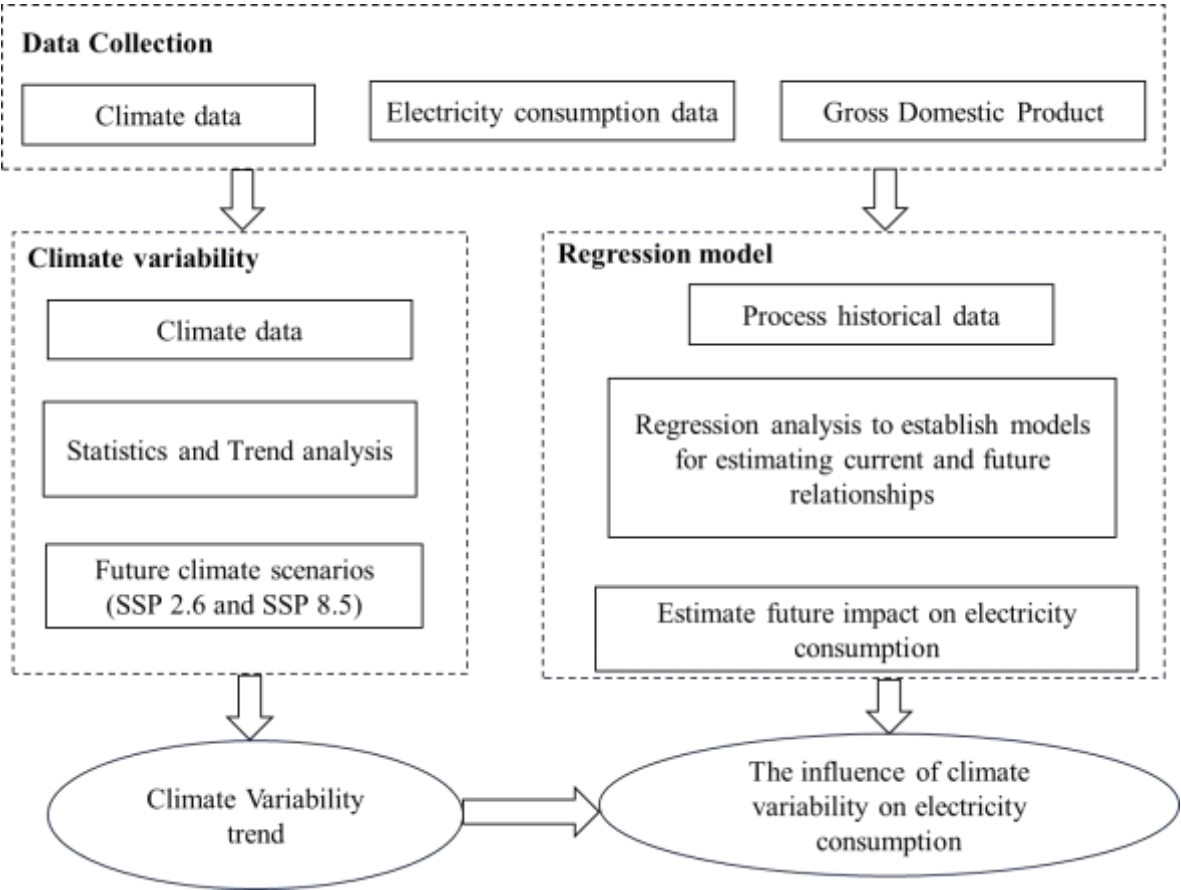 Data Collection
Climate data
Electricity consumption data
Gross Domestic Product
Climate variability
Climate data
Statistics and Trend analysis
Future climate scenarios
(SSP 2.6 and SSP 8.5)
Regression model
Process historical data
Regression analysis to establish models
for estimating current and future
relationships
Estimate future impact on electricity
consumption
Climate Variability
trend
The influence of climate
variability on electricity
consumption